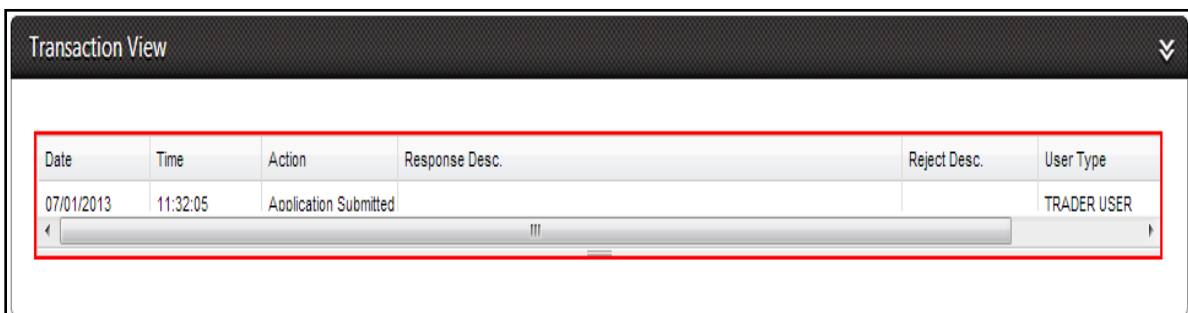 Transaction View
Date Time Action Response Desc. Reject Desc. User Type
07/01/2013 11:32:05 Application Submitted TRADER USER